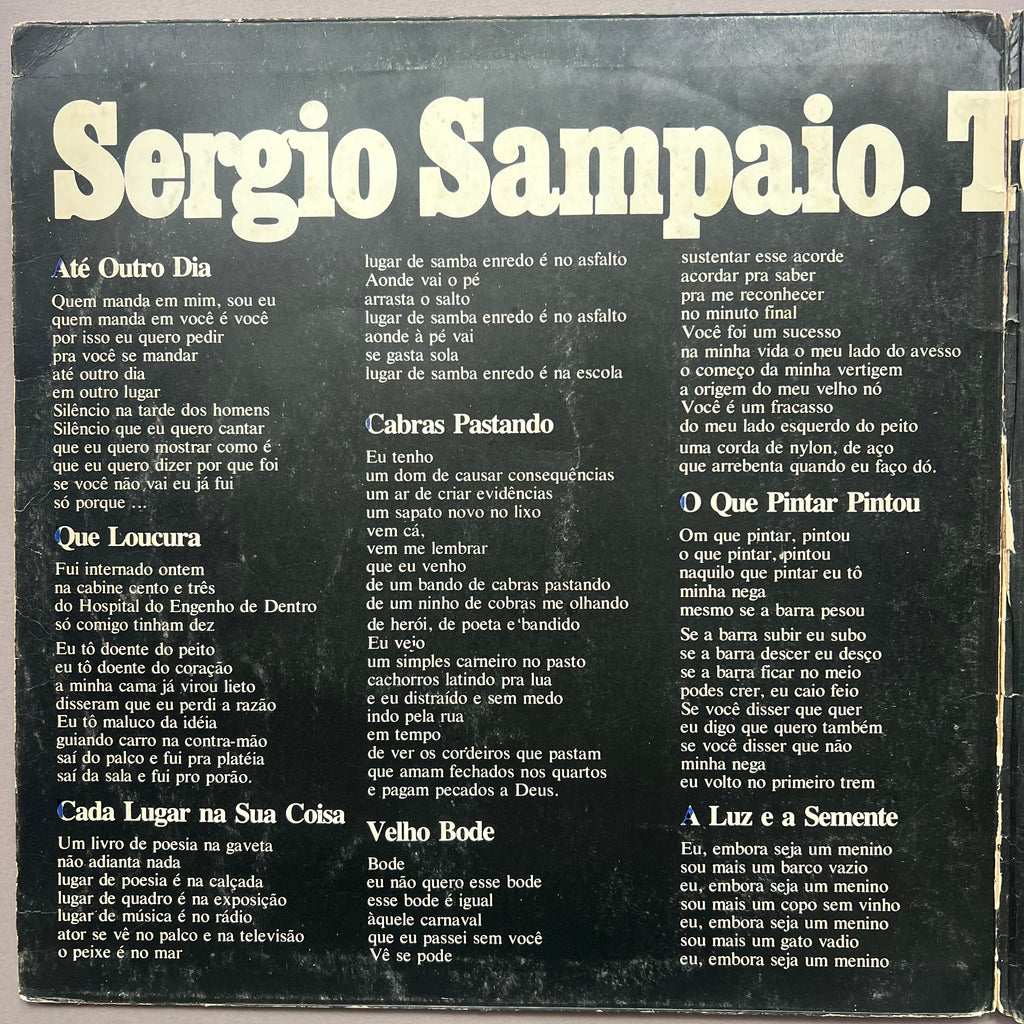 Sergio Sampaio. T
Até Outro Dia
Quem manda em mim, sou eu
quem manda em você é você
por isso eu quero pedir
pra você se mandar
até outro dia
em outro lugar
Silêncio na tarde dos homens
Silêncio que eu quero cantar
que eu quero mostrar como é
que eu quero dizer por que foi
se você não vai eu já fui
só porque ...
Que Loucura
Fui internado ontem
na cabine cento e três
do Hospital do Engenho de Dentro
só comigo tinham dez
Eu tô doente do peito
eu tô doente do coração
a minha cama já virou lieto
disseram que eu perdi a razão
Eu tô maluco da idéia
guiando carro na contra-mão
saí do palco e fui pra platéia
saí da sala e fui pro porão.
Cada Lugar na Sua Coisa
Um livro de poesia na gaveta
não adianta nada
lugar de poesia é na calçada
lugar de quadro é na exposição
lugar de música é no rádio
ator se vê no palco e na televisão
o peixe é no mar
lugar de samba enredo é no asfalto
Aonde vai o pé
arrasta o salto
lugar de samba enredo é no asfalto
aonde à pé vai
se gasta sola
lugar de samba enredo é na escola
Cabras Pastando
Eu tenho
um dom de causar consequências
um ar de criar evidências
um sapato novo no lixo
vem cá,
vem me lembrar
que eu venho
de um bando de cabras pastando
de um ninho de cobras me olhando
de herói, de poeta e bandido
Eu vejo
um simples carneiro no pasto
cachorros latindo pra lua
e eu distraído e sem medo
indo pela rua
em tempo
de ver os cordeiros que pastam
que amam fechados nos quartos
e pagam pecados a Deus.
Velho Bode
Bode
eu não quero esse bode
esse bode é igual
àquele carnaval
que eu passei sem você
Vê se pode
sustentar esse acorde
acordar pra saber
pra me reconhecer
no minuto final
Você foi um sucesso
na minha vida o meu lado do avesso
o começo da minha vertigem
a origem do meu velho nó
Você é um fracasso
do meu lado esquerdo do peito
uma corda de nylon, de aço
que arrebenta quando eu faço dó.
O Que Pintar Pintou
Om que pintar, pintou
o que pintar, pintou
naquilo que pintar eu tô
minha nega
mesmo se a barra pesou
Se a barra subir eu subo
se a barra descer eu desço
se a barra ficar no meio
podes crer, eu caio feio
Se você disser que quer
eu digo que quero também
se você disser que não
minha nega
eu volto no primeiro trem
A Luz e a Semente
Eu, embora seja um menino
sou mais um barco vazio
eu, embora seja um menino
sou mais um copo sem vinho
eu, embora seja um menino
sou mais um gato vadio
eu, embora seja um menino